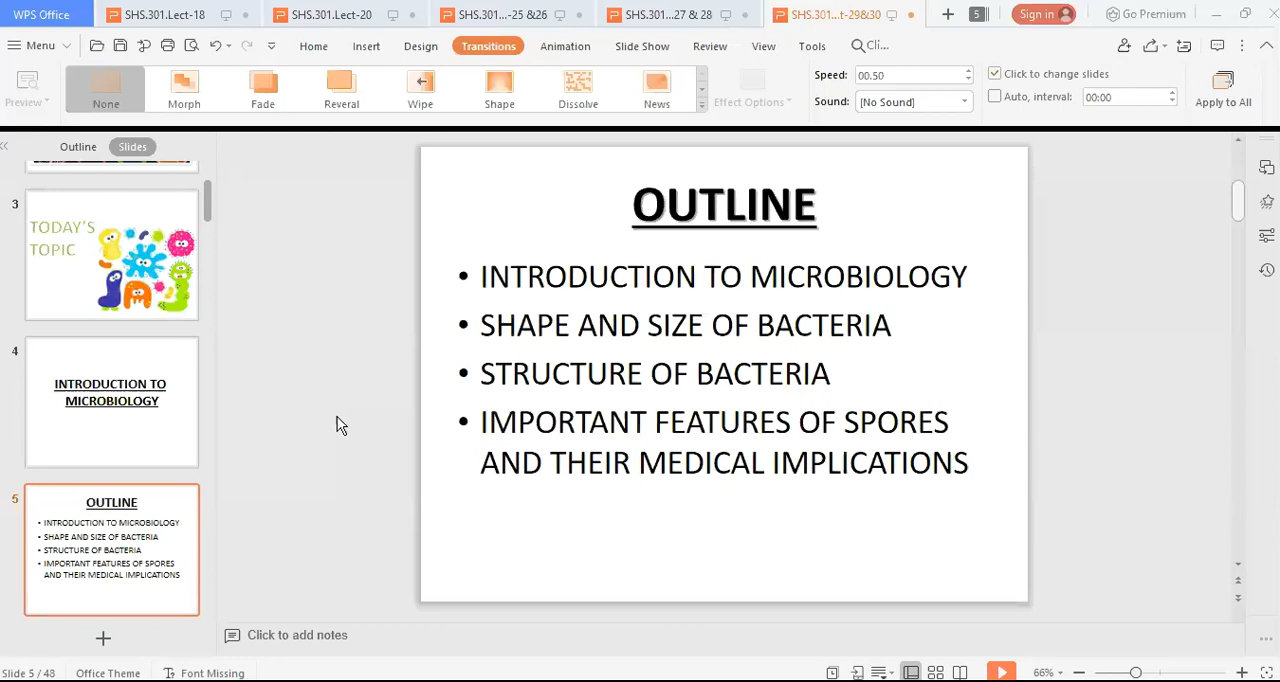 WPS Office
SHS.301.Lect-18
SHS.301.Lect-20
SHS.301...-25 &26
SHS.301...27 & 28
SHS.301...t-29&30
5
Sign in
Go Premium
Menu
Home
Insert
Design
Transitions
Animation
Slide Show
Review
View
Tools
Cli...
Preview
None
Morph
Fade
Reveral
Wipe
Shape
Dissolve
News
Effect Options
Speed:
00.50
Sound:
[No Sound]
Click to change slides
Auto, interval:
00:00
Apply to All
Outline
Slides
3
TODAY'S
TOPIC
4
INTRODUCTION TO
MICROBIOLOGY
5
OUTLINE
• INTRODUCTION TO MICROBIOLOGY
• SHAPE AND SIZE OF BACTERIA
• STRUCTURE OF BACTERIA
• IMPORTANT FEATURES OF SPORES
AND THEIR MEDICAL IMPLICATIONS
OUTLINE
• INTRODUCTION TO MICROBIOLOGY
• SHAPE AND SIZE OF BACTERIA
• STRUCTURE OF BACTERIA
• IMPORTANT FEATURES OF SPORES
AND THEIR MEDICAL IMPLICATIONS
Click to add notes
Slide 5 / 48
Office Theme
Font Missing
66%